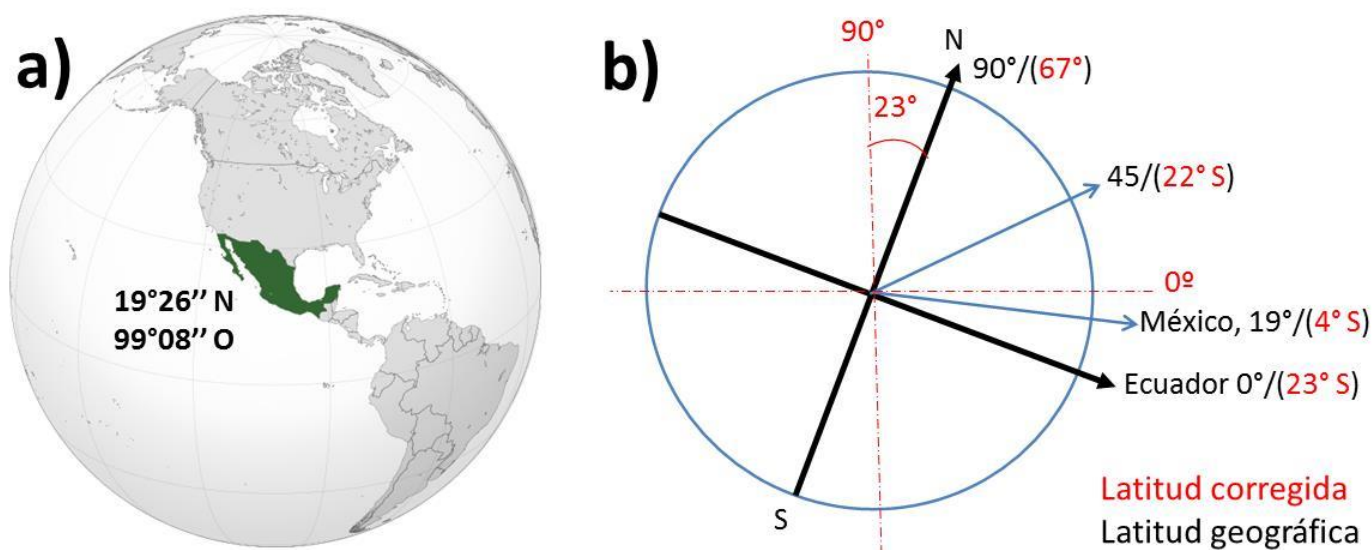 a)
19°26’’ N
99°08’’ O
b)
90°
N
90°/(67°)
23°
45/(22° S)
0º
México, 19°/(4° S)
Ecuador 0°/(23° S)
S
Latitud corregida
Latitud geográfica